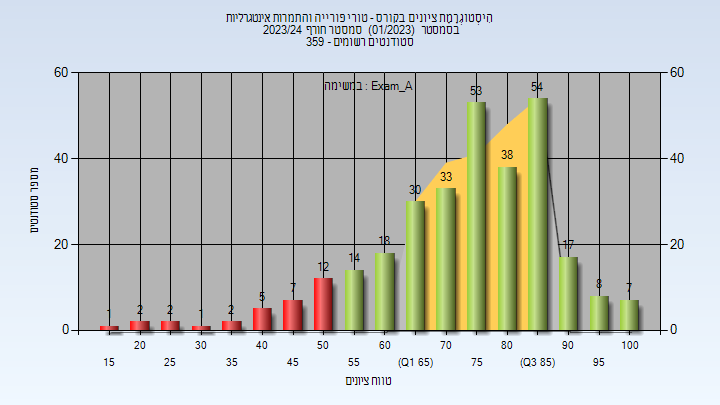 הִיסְטוֹגְרָמַת ציונים בקורס - טורי פורייה והתמרות אינטגרליות
בסמסטר (01/2023) סמסטר חורף 2023/24
סטודנטים רשומים - 359
במשימה : Exam_A
60 60
40 40
20 20
0 0
מספר סטודנטים
1 2 2 1 2 5 7 12 14 18 30 33 53 38 54 17 8 7
20 30 40 50 60 70 80 90 100
15 25 35 45 55 (Q1 65) 75 (Q3 85) 95
טווח ציונים